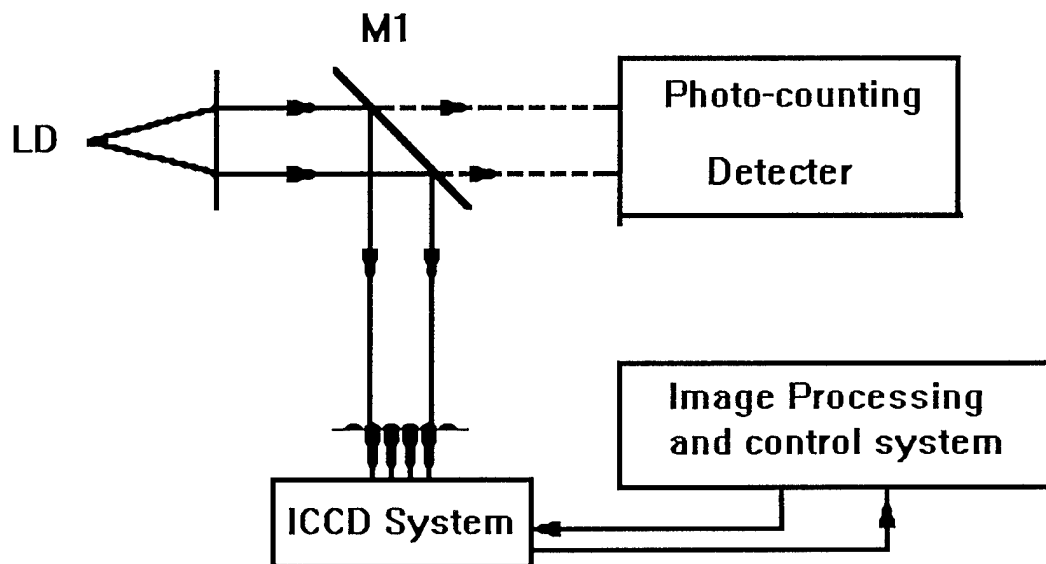 M1
LD
Photo-counting
Detecter
Image Processing
and control system
ICCD System